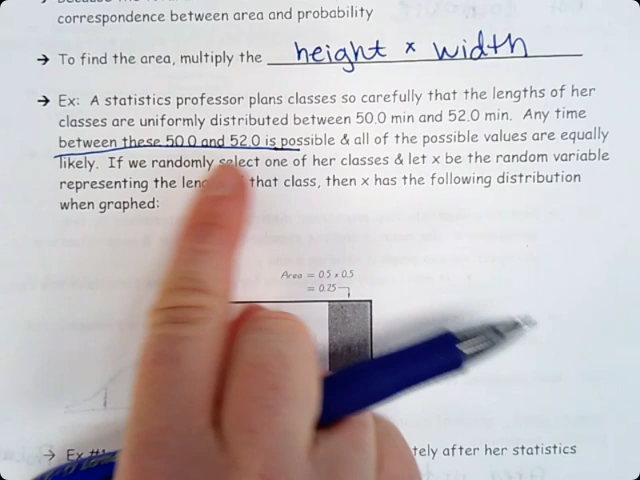 correspondence between area and probability
→ To find the area, multiply the height x width
→ Ex: A statistics professor plans classes so carefully that the lengths of her
classes are uniformly distributed between 50.0 min and 52.0 min. Any time
between these 50.0 and 52.0 is possible & all of the possible values are equally
likely. If we randomly select one of her classes & let x be the random variable
representing the that class, then x has the following distribution
when graphed:
Area = 0.5 x 0.5
= 0.25
→ Ex tely after her statistics